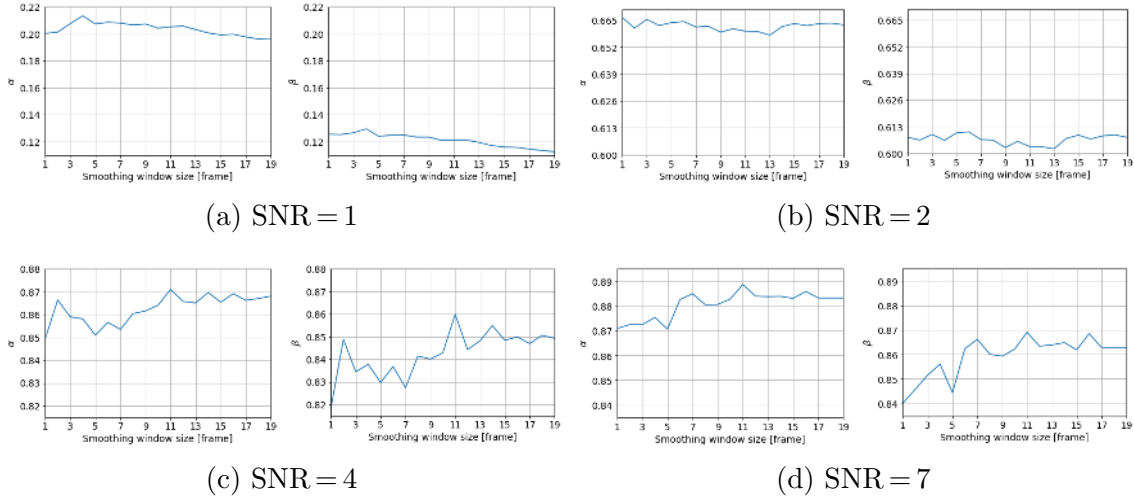 0.22
0.20
0.18
0.16
0.14
0.12
α
1 3 5 7 9 11 13 15 17 19
Smoothing window size [frame]
0.22
0.20
0.18
0.16
0.14
0.12
β
1 3 5 7 9 11 13 15 17 19
Smoothing window size [frame]
(a) SNR = 1
0.665
0.652
0.639
0.626
0.613
0.600
α
1 3 5 7 9 11 13 15 17 19
Smoothing window size [frame]
0.665
0.652
0.639
0.626
0.613
0.600
β
1 3 5 7 9 11 13 15 17 19
Smoothing window size [frame]
(b) SNR = 2
0.88
0.87
0.86
0.85
0.84
0.83
0.82
α
1 3 5 7 9 11 13 15 17 19
Smoothing window size [frame]
0.88
0.87
0.86
0.85
0.84
0.83
0.82
β
1 3 5 7 9 11 13 15 17 19
Smoothing window size [frame]
(c) SNR = 4
0.89
0.88
0.87
0.86
0.85
0.84
α
1 3 5 7 9 11 13 15 17 19
Smoothing window size [frame]
0.89
0.88
0.87
0.86
0.85
0.84
β
1 3 5 7 9 11 13 15 17 19
Smoothing window size [frame]
(d) SNR = 7